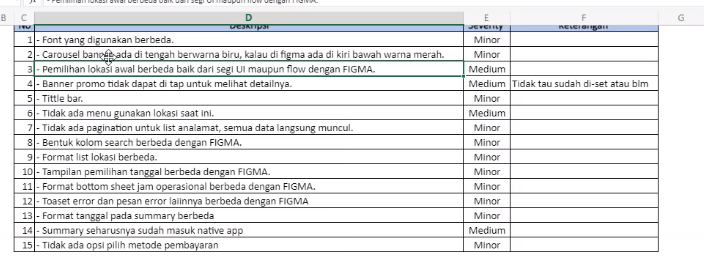 - Pemilihan lokasi awal berbeda baik dari segi UI maupun flow dengan FIGMA.
B C D E F G
No Deskripsi Severity Keterangan
1 - Font yang digunakan berbeda. Minor
2 - Carousel banner ada di tengah berwarna biru, kalau di figma ada di kiri bawah warna merah. Minor
3 - Pemilihan lokasi awal berbeda baik dari segi UI maupun flow dengan FIGMA. Medium
4 - Banner promo tidak dapat di tap untuk melihat detailnya. Medium Tidak tau sudah di-set atau blm
5 - Tittle bar. Minor
6 - Tidak ada menu gunakan lokasi saat ini. Medium
7 - Tidak ada pagination untuk list analamat, semua data langsung muncul. Minor
8 - Bentuk kolom search berbeda dengan FIGMA. Minor
9 - Format list lokasi berbeda. Minor
10 - Tampilan pemilihan tanggal berbeda dengan FIGMA. Minor
11 - Format bottom sheet jam operasional berbeda dengan FIGMA. Minor
12 - Toaset error dan pesan error laiinnya berbeda dengan FIGMA Minor
13 - Format tanggal pada summary berbeda Minor
14 - Summary seharusnya sudah masuk native app Medium
15 - Tidak ada opsi pilih metode pembayaran Minor